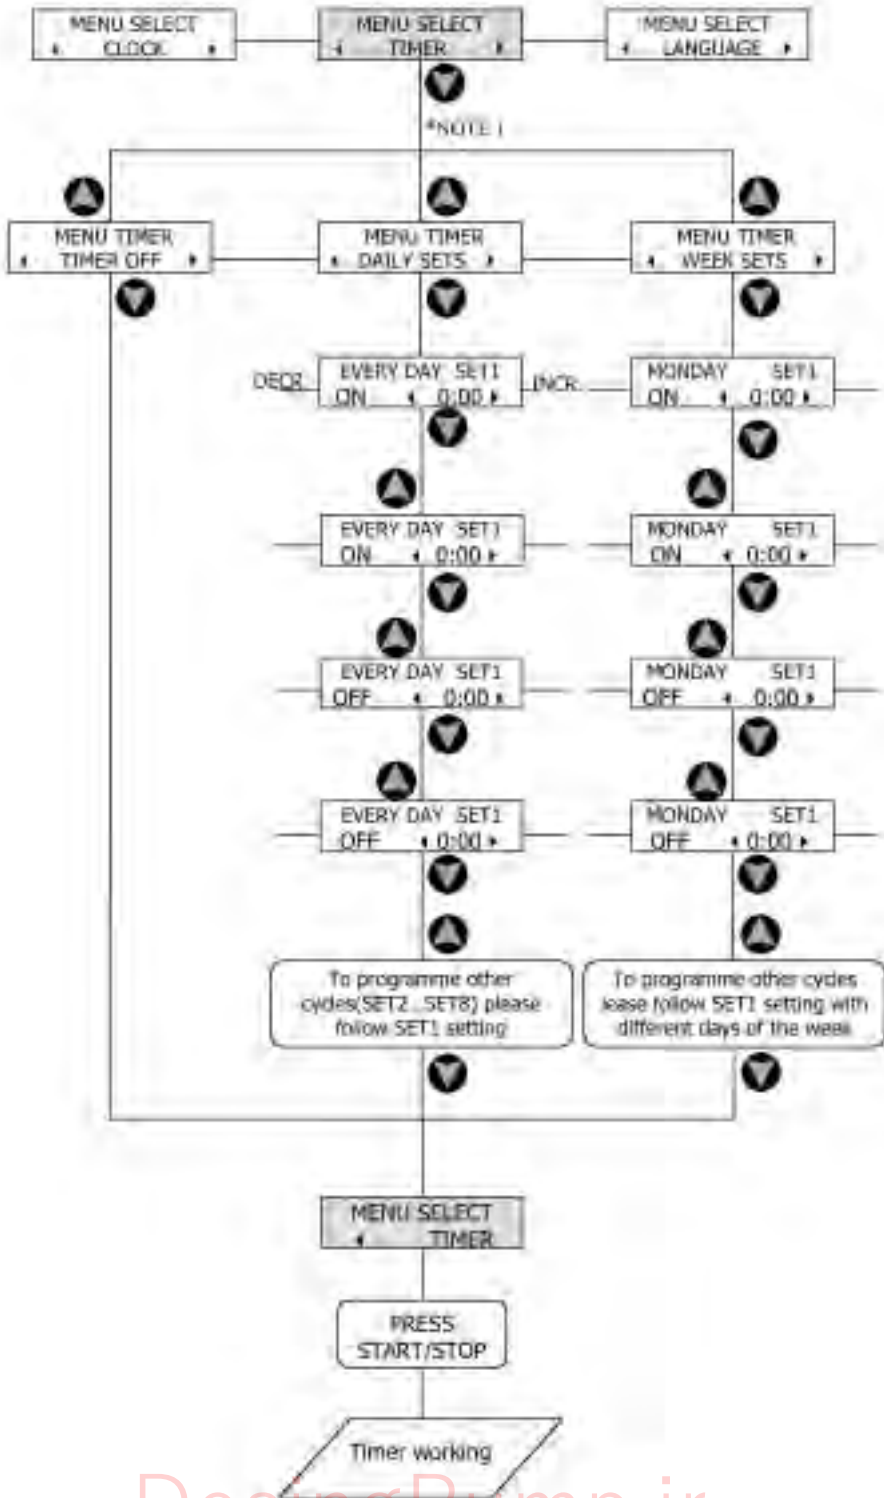 MENU SELECT
CLOCK
MENU SELECT
TIMER
MENU SELECT
LANGUAGE
*NOTE 1
MENU TIMER
TIMER OFF
MENU TIMER
DAILY SETS
MENU TIMER
WEEK SETS
DECR.
EVERY DAY SET1
ON 0:00
INCR.
MONDAY SET1
ON 0:00
EVERY DAY SET1
ON 0:00
MONDAY SET1
ON 0:00
EVERY DAY SET1
OFF 0:00
MONDAY SET1
OFF 0:00
EVERY DAY SET1
OFF 0:00
MONDAY SET1
OFF 0:00
To programme other
cycles(SET2...SET8) please
follow SET1 setting
To programme other cycles
lease follow SET1 setting with
different days of the week
MENU SELECT
TIMER
PRESS
START/STOP
Timer working
DosingPump.ir